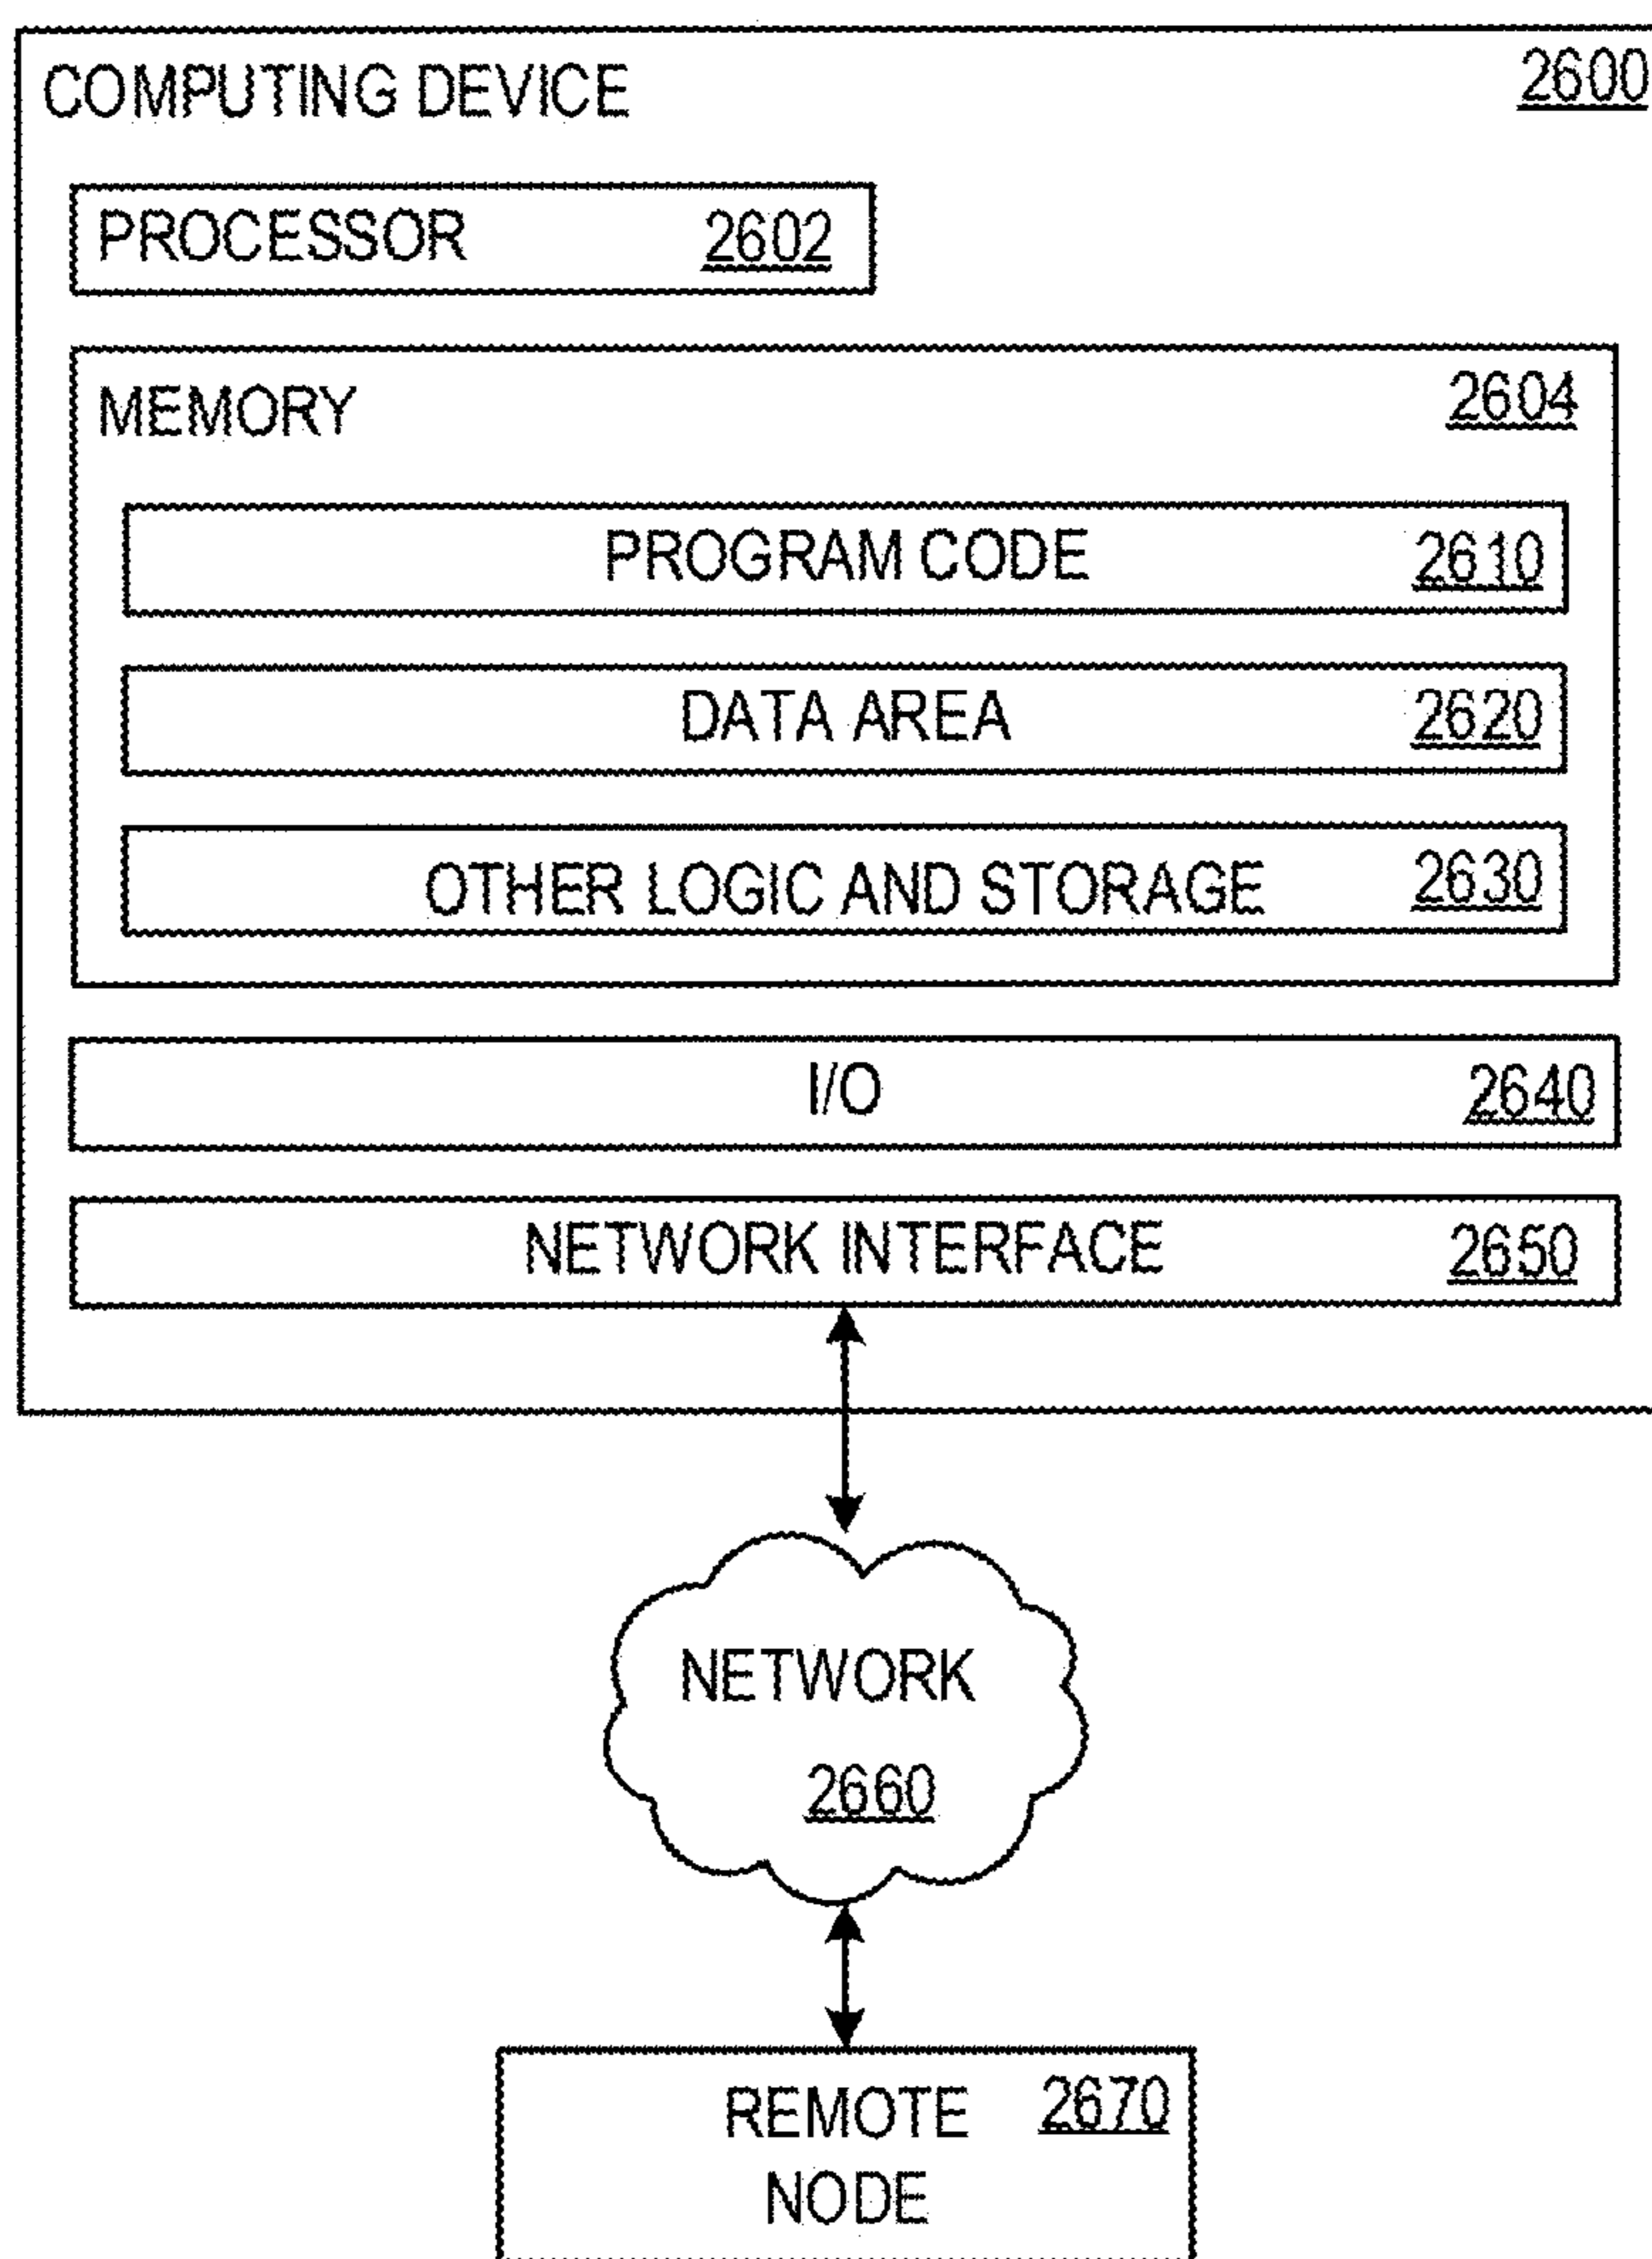 COMPUTING DEVICE 2600
PROCESSOR 2602
MEMORY 2604
PROGRAM CODE 2610
DATA AREA 2620
OTHER LOGIC AND STORAGE 2630
I/O 2640
NETWORK INTERFACE 2650
NETWORK
2660
REMOTE 2670
NODE